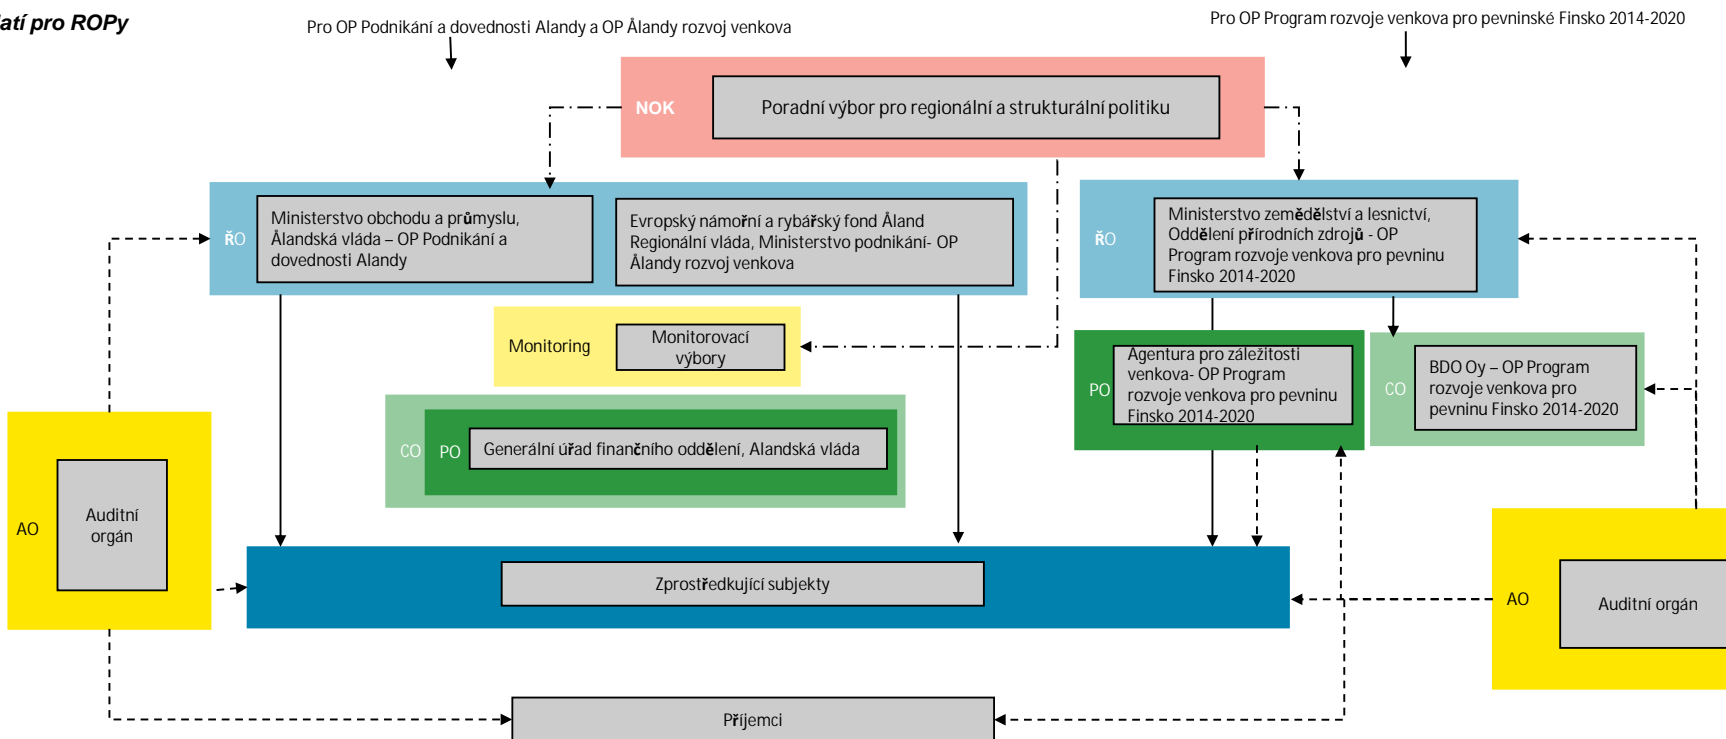 latí pro ROPy
Pro OP Podnikání a dovednosti Alandy a OP Ålandy rozvoj venkova
Pro OP Program rozvoje venkova pro pevninské Finsko 2014-2020
NOK
Poradní výbor pro regionální a strukturální politiku
ŘO
Ministerstvo obchodu a průmyslu,
Ålandská vláda – OP Podnikání a
dovednosti Alandy
Evropský námořní a rybářský fond Åland
Regionální vláda, Ministerstvo podnikání- OP
Ålandy rozvoj venkova
ŘO
Ministerstvo zemědělství a lesnictví,
Oddělení přírodních zdrojů - OP
Program rozvoje venkova pro pevninu
Finsko 2014-2020
Monitoring
Monitorovací
výbory
PO
Agentura pro záležitosti
venkova- OP Program
rozvoje venkova pro pevninu
Finsko 2014-2020
CO
BDO Oy – OP Program
rozvoje venkova pro
pevninu Finsko 2014-2020
CO
PO
Generální úřad finančního oddělení, Alandská vláda
AO
Auditní
orgán
Zprostředkující subjekty
AO
Auditní orgán
Příjemci